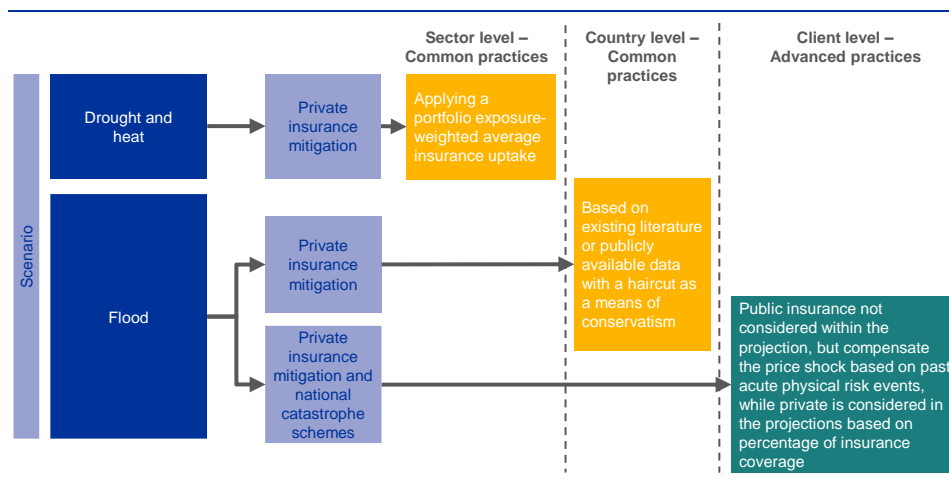 Sector level –
Common practices
Country level –
Common
practices
Client level –
Advanced practices
Scenario
Drought and
heat
Private
insurance
mitigation
Applying a
portfolio exposure-
weighted average
insurance uptake
Flood
Private
insurance
mitigation
Based on
existing literature
or publicly
available data
with a haircut as
a means of
conservatism
Private
insurance
mitigation and
national
catastrophe
schemes
Public insurance not
considered within the
projection, but compensate
the price shock based on past
acute physical risk events,
while private is considered in
the projections based on
percentage of insurance
coverage